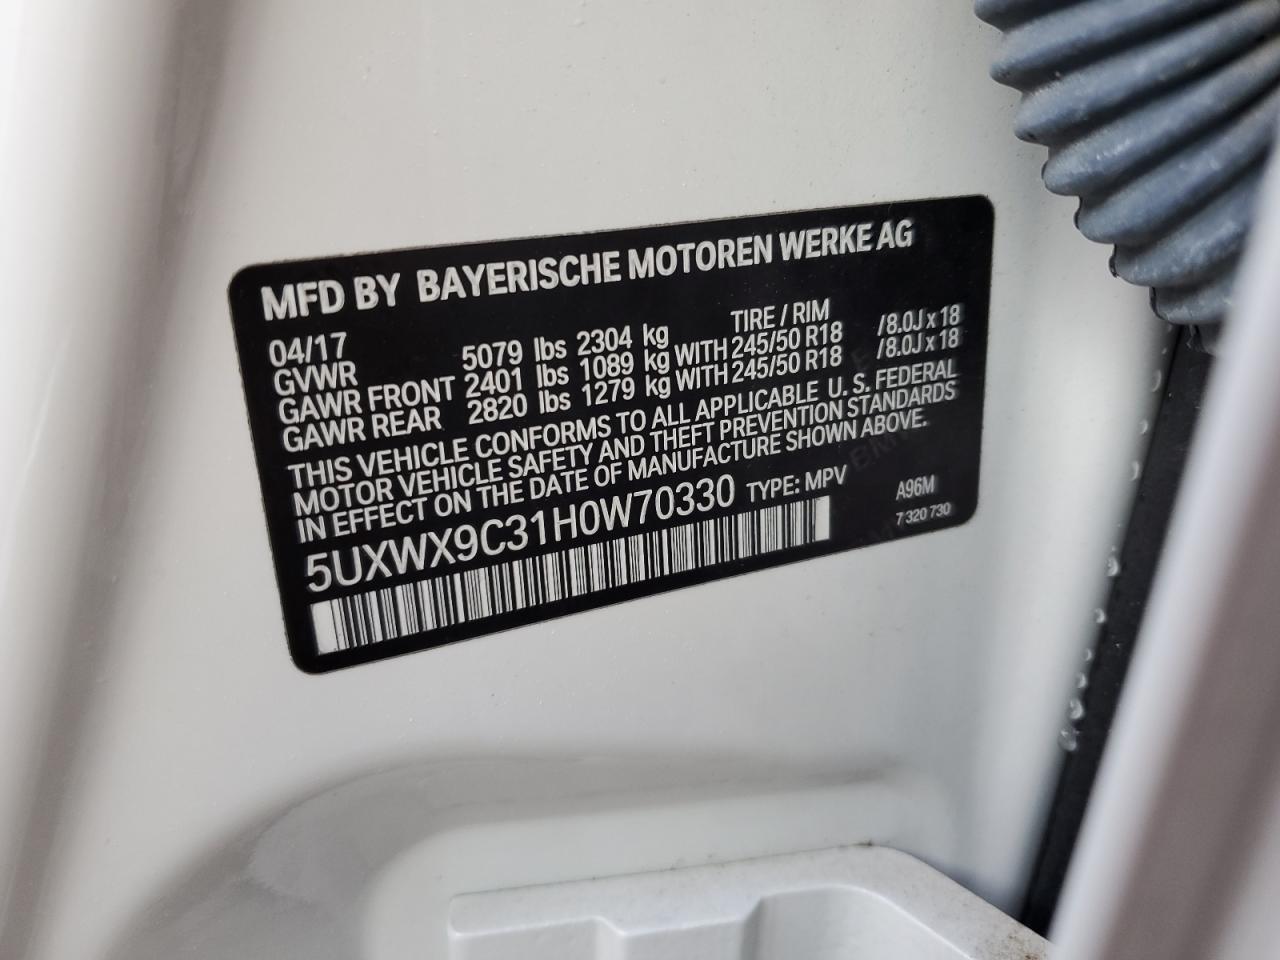 MFD BY BAYERISCHE MOTOREN WERKE AG
04/17 TIRE / RIM
GVWR 5079 lbs 2304 kg
GAWR FRONT 2401 lbs 1089 kg WITH 245/50 R18 /8.0J x 18
GAWR REAR 2820 lbs 1279 kg WITH 245/50 R18 /8.0J x 18
THIS VEHICLE CONFORMS TO ALL APPLICABLE U. S. FEDERAL
MOTOR VEHICLE SAFETY AND THEFT PREVENTION STANDARDS
IN EFFECT ON THE DATE OF MANUFACTURE SHOWN ABOVE.
5UXWX9C31H0W70330 TYPE: MPV A96M
7 320 730